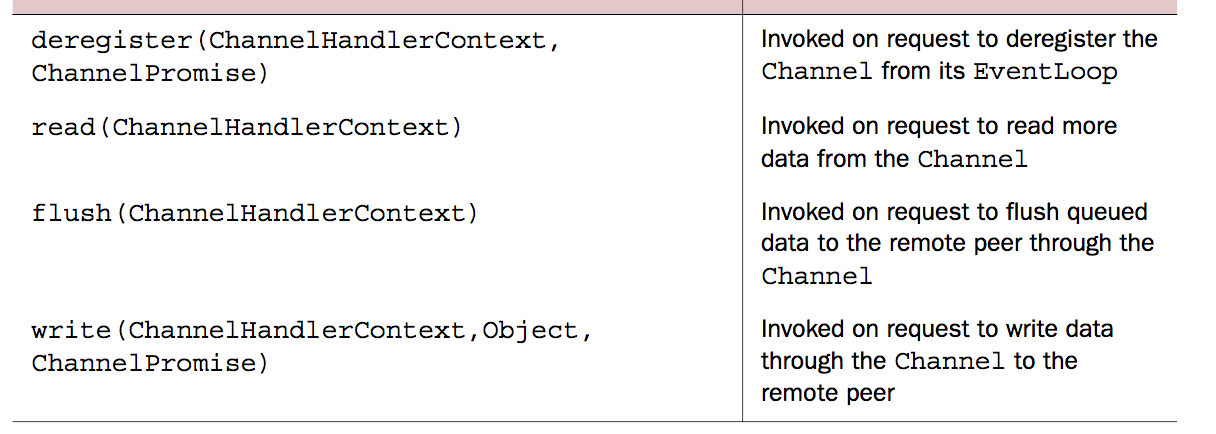 deregister(ChannelHandlerContext,
ChannelPromise)
Invoked on request to deregister the
Channel from its EventLoop
read(ChannelHandlerContext)
Invoked on request to read more
data from the Channel
flush(ChannelHandlerContext)
Invoked on request to flush queued
data to the remote peer through the
Channel
write(ChannelHandlerContext,Object,
ChannelPromise)
Invoked on request to write data
through the Channel to the
remote peer